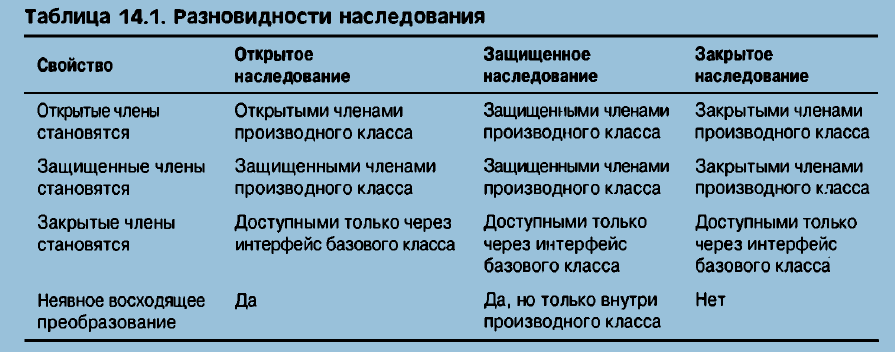 Таблица 14.1. Разновидности наследования
Свойство Открытое наследование Защищенное наследование Закрытое наследование
Открытые члены становятся Открытыми членами производного класса Защищенными членами производного класса Закрытыми членами производного класса
Защищенные члены становятся Защищенными членами производного класса Защищенными членами производного класса Закрытыми членами производного класса
Закрытые члены становятся Доступными только через интерфейс базового класса Доступными только через интерфейс базового класса Доступными только через интерфейс базового класса
Неявное восходящее преобразование Да Да, но только внутри производного класса Нет